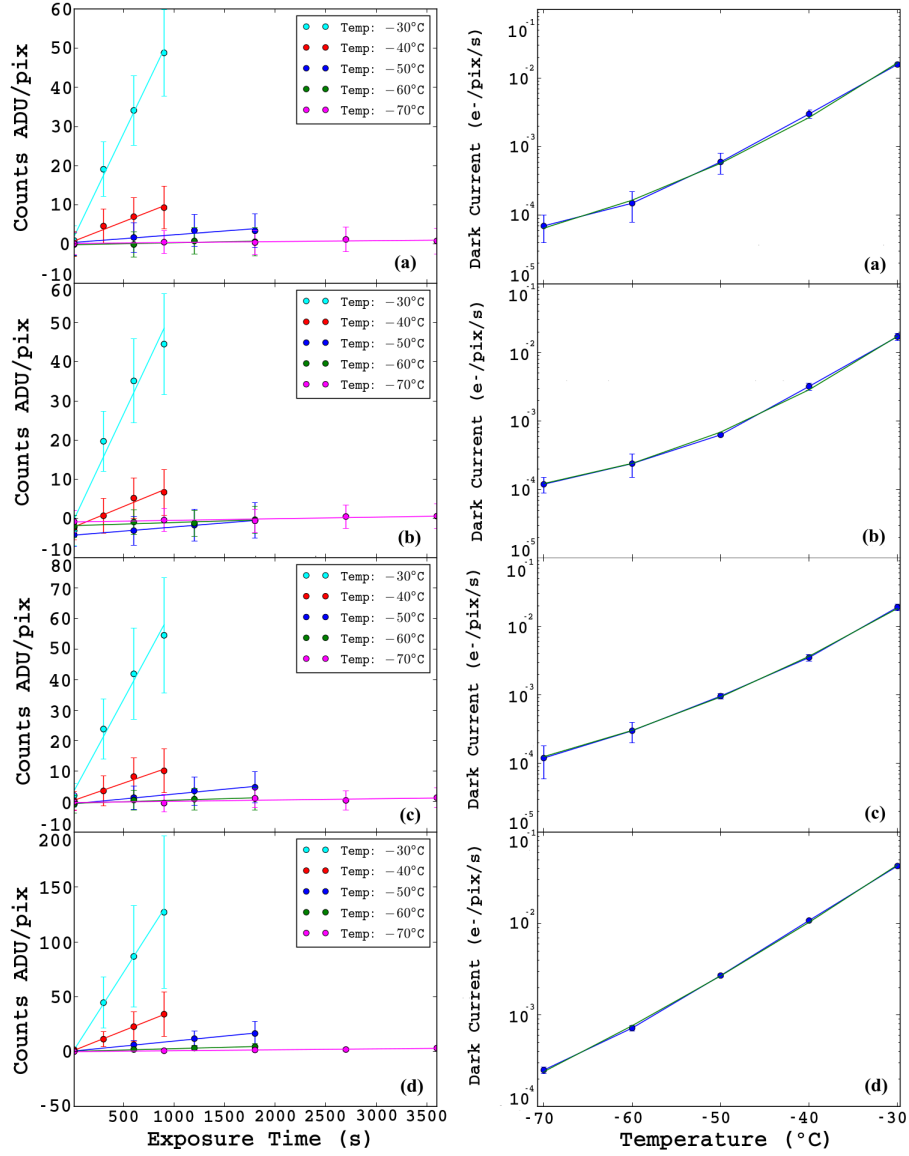 Counts ADU/pix
60
50
40
30
20
10
0
-10
Temp: −30°C
Temp: −40°C
Temp: −50°C
Temp: −60°C
Temp: −70°C
(a)
Dark Current (e-/pix/s)
10^-1
10^-2
10^-3
10^-4
10^-5
(a)
Counts ADU/pix
60
50
40
30
20
10
0
-10
Temp: −30°C
Temp: −40°C
Temp: −50°C
Temp: −60°C
Temp: −70°C
(b)
Dark Current (e-/pix/s)
10^-1
10^-2
10^-3
10^-4
10^-5
(b)
Counts ADU/pix
80
70
60
50
40
30
20
10
0
-10
Temp: −30°C
Temp: −40°C
Temp: −50°C
Temp: −60°C
Temp: −70°C
(c)
Dark Current (e-/pix/s)
10^-1
10^-2
10^-3
10^-4
10^-5
(c)
Counts ADU/pix
200
150
100
50
0
-50
Temp: −30°C
Temp: −40°C
Temp: −50°C
Temp: −60°C
Temp: −70°C
(d)
500 1000 1500 2000 2500 3000 3500
Exposure Time (s)
Dark Current (e-/pix/s)
10^-1
10^-2
10^-3
10^-4
(d)
-70 -60 -50 -40 -30
Temperature (°C)